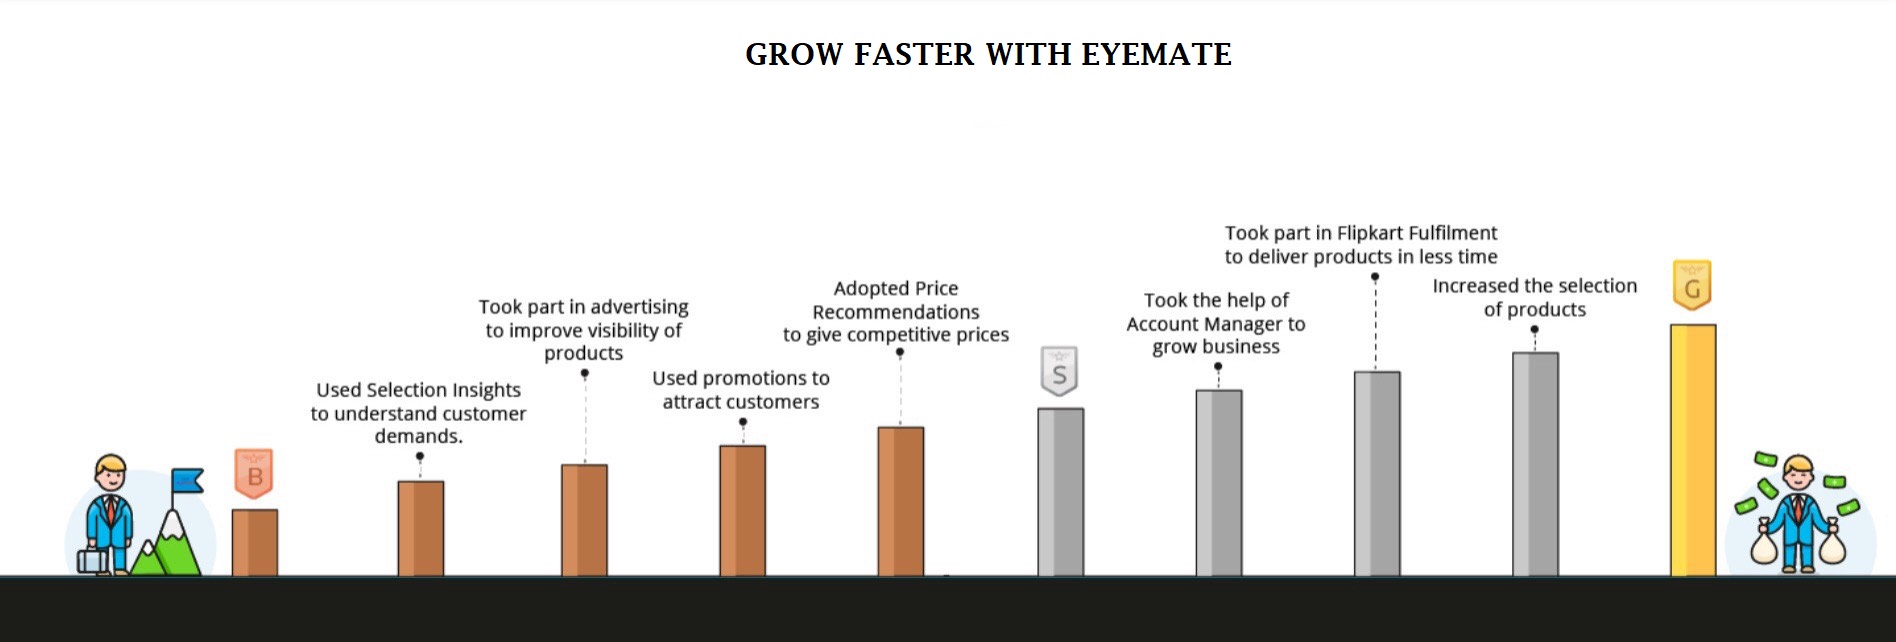 GROW FASTER WITH EYEMATE
B
Used Selection Insights
to understand customer
demands.
Took part in advertising
to improve visibility of
products
Used promotions to
attract customers
Adopted Price
Recommendations
to give competitive prices
S
Took the help of
Account Manager to
grow business
Took part in Flipkart Fulfilment
to deliver products in less time
Increased the selection
of products
G